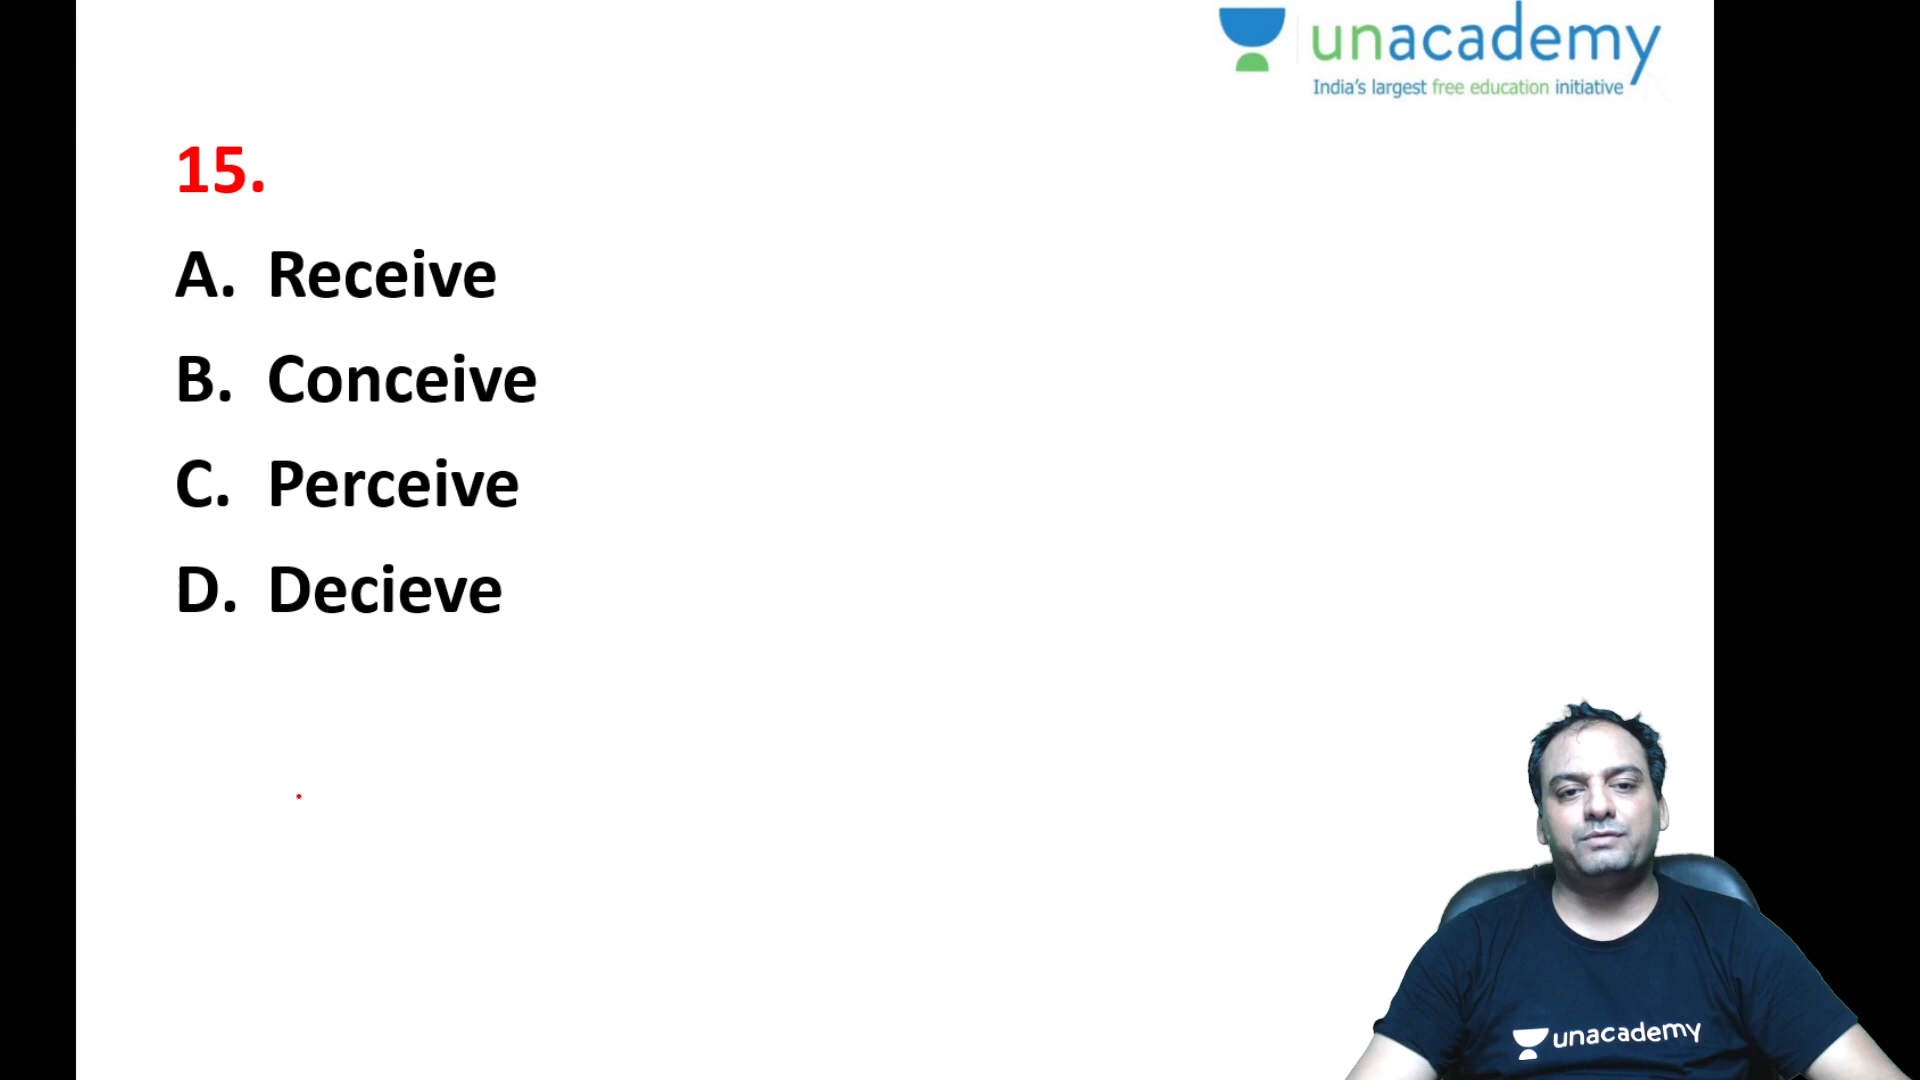 unacademy
India's largest free education initiative
15.
A. Receive
B. Conceive
C. Perceive
D. Decieve
unacademy